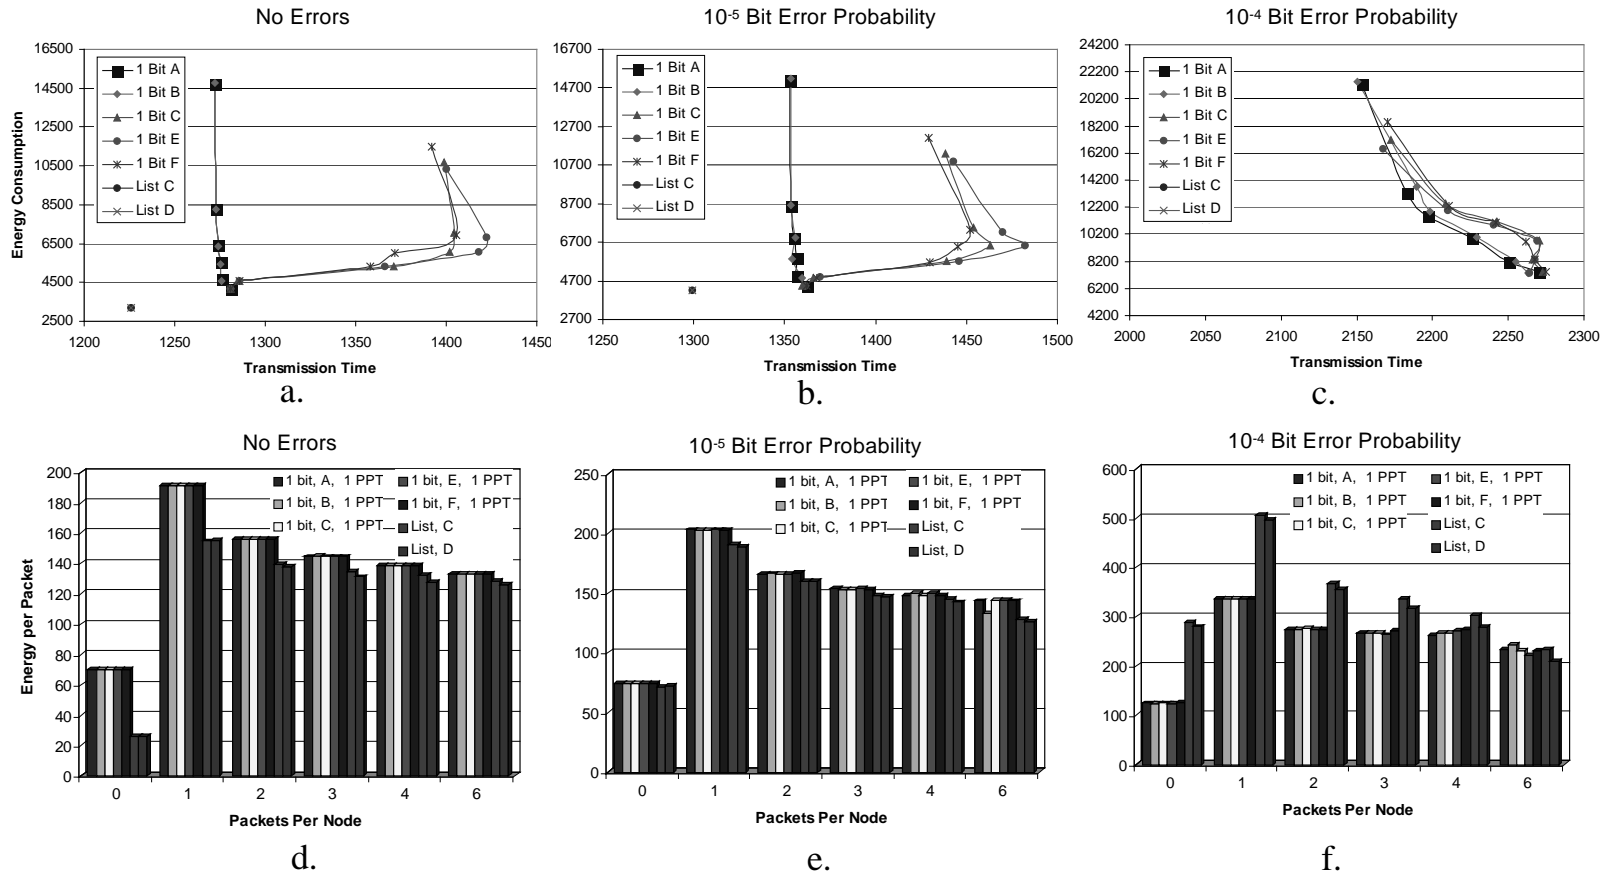 No Errors
16500
14500
12500
10500
8500
6500
4500
2500
1200
1250
1300
1350
1400
1450
Energy Consumption
Transmission Time
1 Bit A
1 Bit B
1 Bit C
1 Bit E
1 Bit F
List C
List D
a.
10-5 Bit Error Probability
16700
14700
12700
10700
8700
6700
4700
2700
1250
1300
1350
1400
1450
1500
Transmission Time
1 Bit A
1 Bit B
1 Bit C
1 Bit E
1 Bit F
List C
List D
b.
10-4 Bit Error Probability
24200
22200
20200
18200
16200
14200
12200
10200
8200
6200
4200
2000
2050
2100
2150
2200
2250
2300
Transmission Time
1 Bit A
1 Bit B
1 Bit C
1 Bit E
1 Bit F
List C
List D
c.
No Errors
200
180
160
140
120
100
80
60
40
20
0
0 1 2 3 4 6
Energy per Packet
Packets Per Node
1 bit, A, 1 PPT
1 bit, B, 1 PPT
1 bit, C, 1 PPT
1 bit, E, 1 PPT
1 bit, F, 1 PPT
List, C
List, D
d.
10-5 Bit Error Probability
250
200
150
100
50
0
0 1 2 3 4 6
Packets Per Node
1 bit, A, 1 PPT
1 bit, B, 1 PPT
1 bit, C, 1 PPT
1 bit, E, 1 PPT
1 bit, F, 1 PPT
List, C
List, D
e.
10-4 Bit Error Probability
600
500
400
300
200
100
0
0 1 2 3 4 6
Packets Per Node
1 bit, A, 1 PPT
1 bit, B, 1 PPT
1 bit, C, 1 PPT
1 bit, E, 1 PPT
1 bit, F, 1 PPT
List, C
List, D
f.